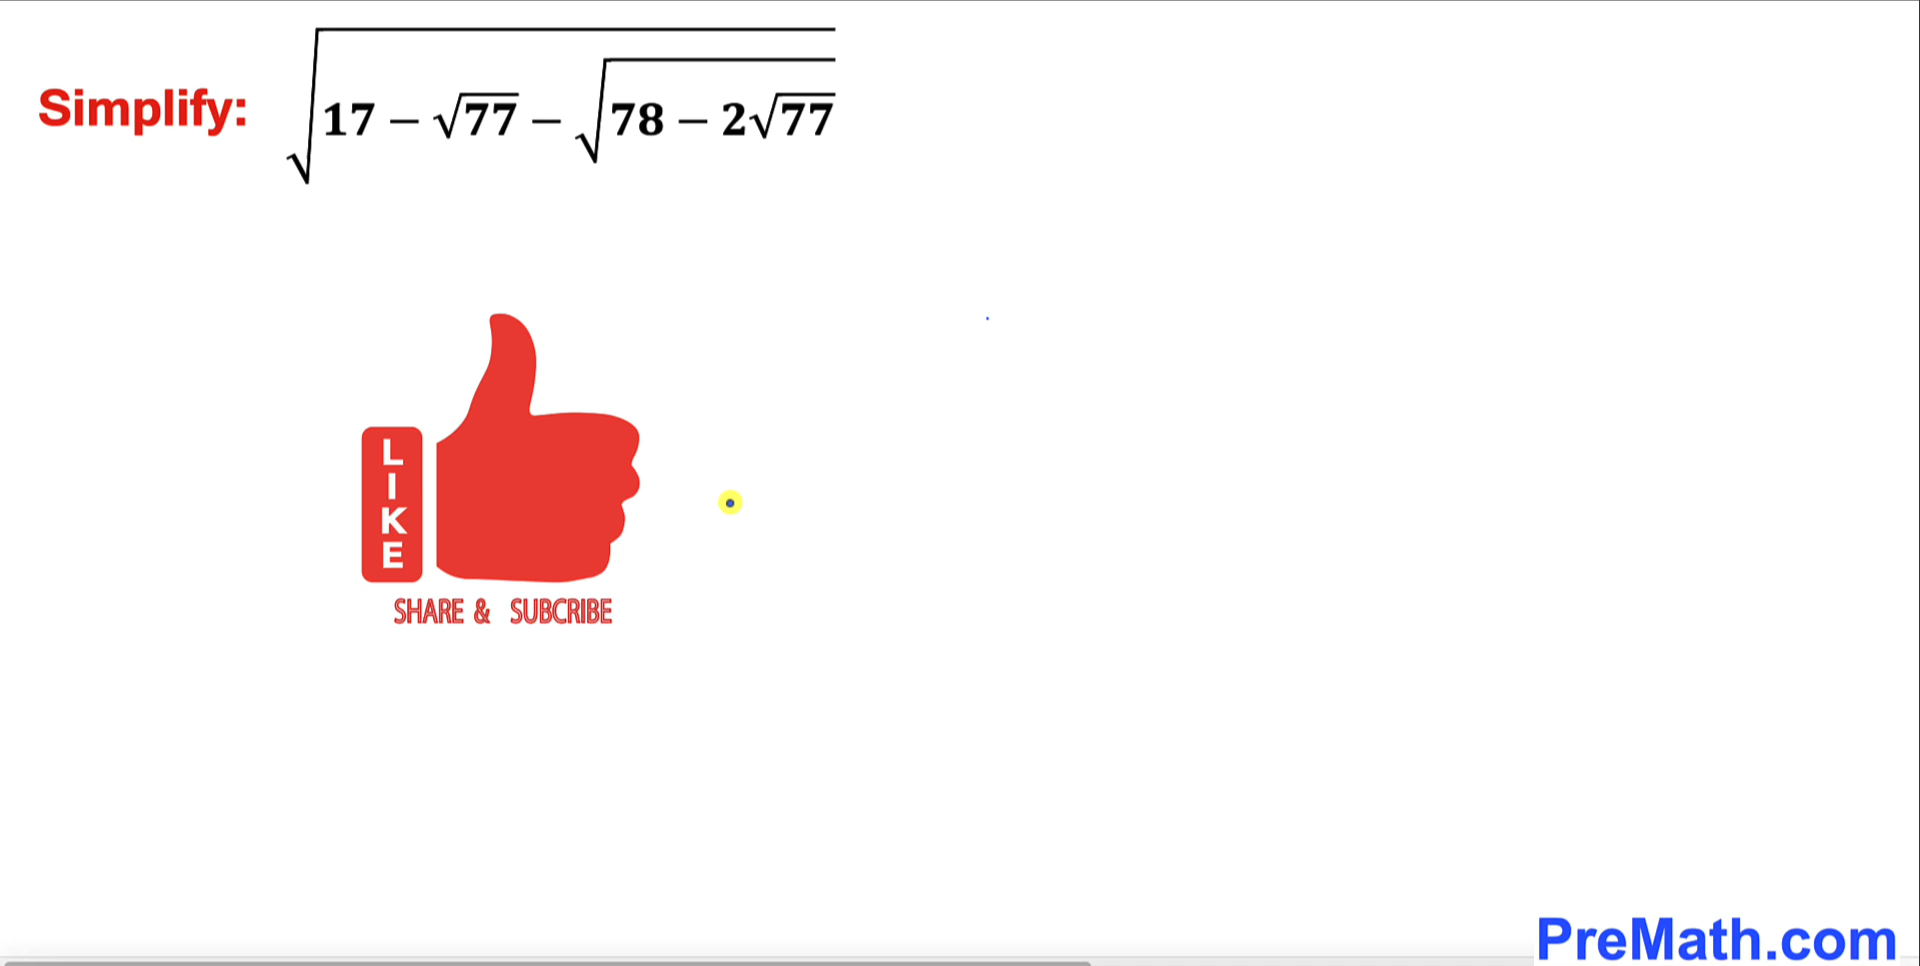 Simplify: √(17 − √77 − √(78 − 2√77))
L
I
K
E
SHARE & SUBCRIBE
PreMath.com